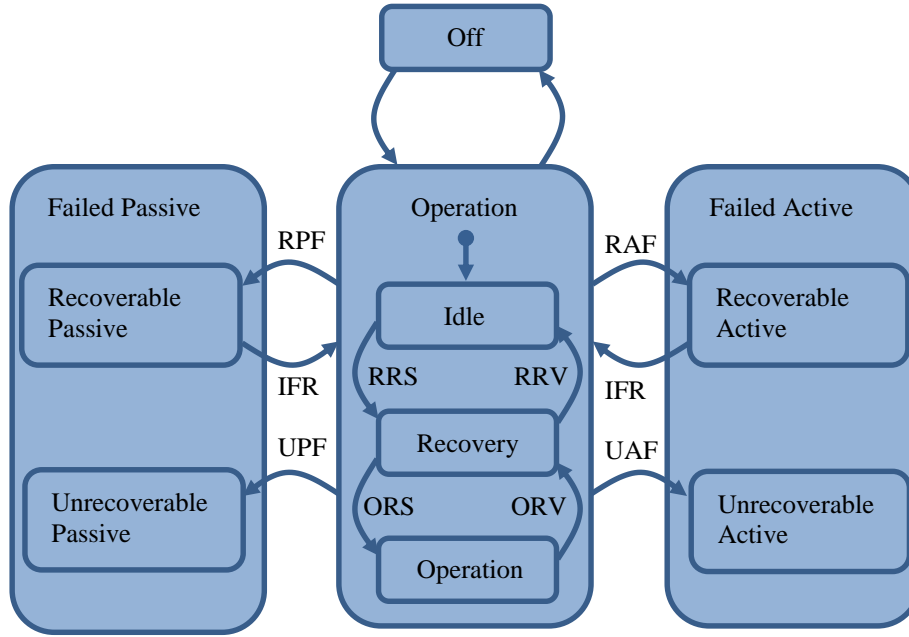 Off
Failed Passive
Operation
Failed Active
RPF
RAF
Recoverable
Passive
Idle
Recoverable
Active
IFR
RRS
RRV
IFR
UPF
Recovery
UAF
Unrecoverable
Passive
ORS
ORV
Unrecoverable
Active
Operation